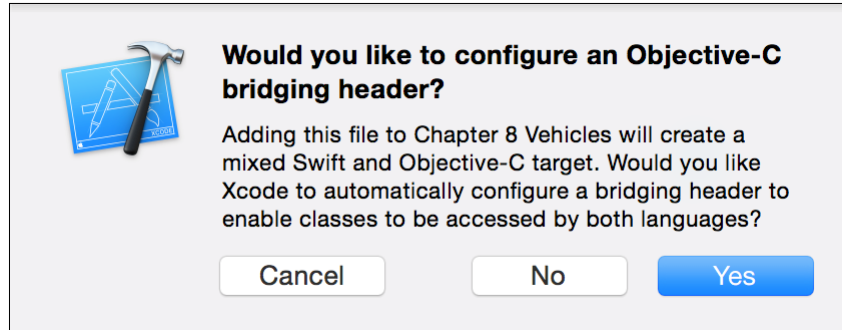 Would you like to configure an Objective-C
bridging header?
Adding this file to Chapter 8 Vehicles will create a
mixed Swift and Objective-C target. Would you like
Xcode to automatically configure a bridging header to
enable classes to be accessed by both languages?
Cancel No Yes
XCODE